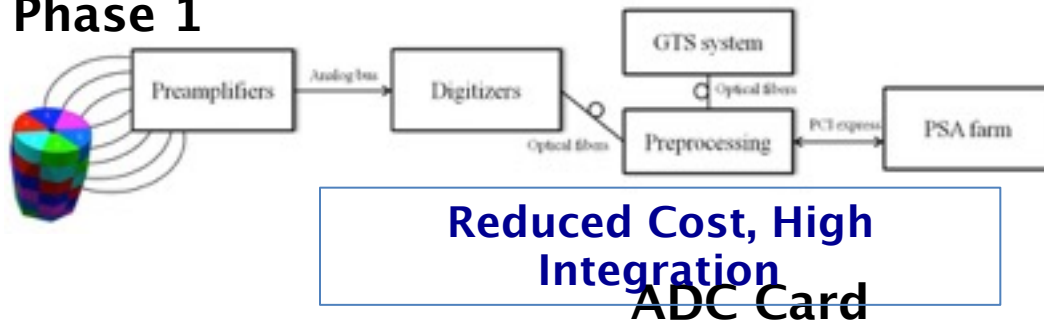 Phase 1
GTS system
Preamplifiers
Analog bus
Digitizers
Optical fibers
Optical fibers
Preprocessing
PCI express
PSA farm
Reduced Cost, High
Integration
ADC Card